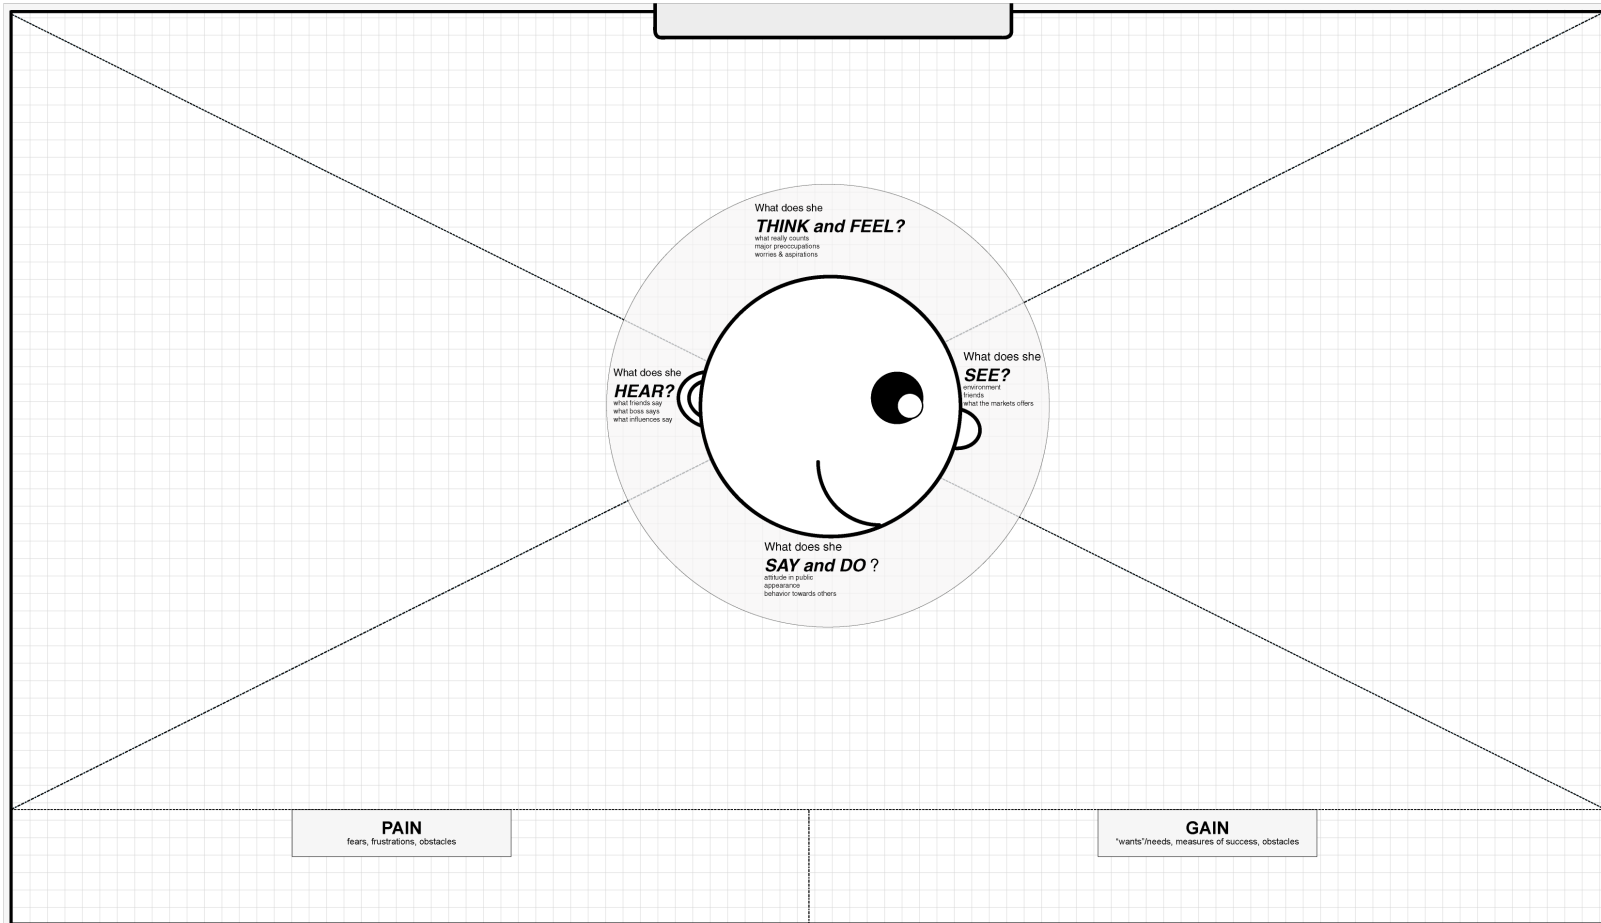 What does she
THINK and FEEL?
what really counts
major preoccupations
worries & aspirations
What does she
HEAR?
what friends say
what boss says
what influences say
What does she
SEE?
environment
friends
what the markets offers
What does she
SAY and DO ?
attitude in public
appearance
behavior towards others
PAIN
fears, frustrations, obstacles
GAIN
"wants"/needs, measures of success, obstacles